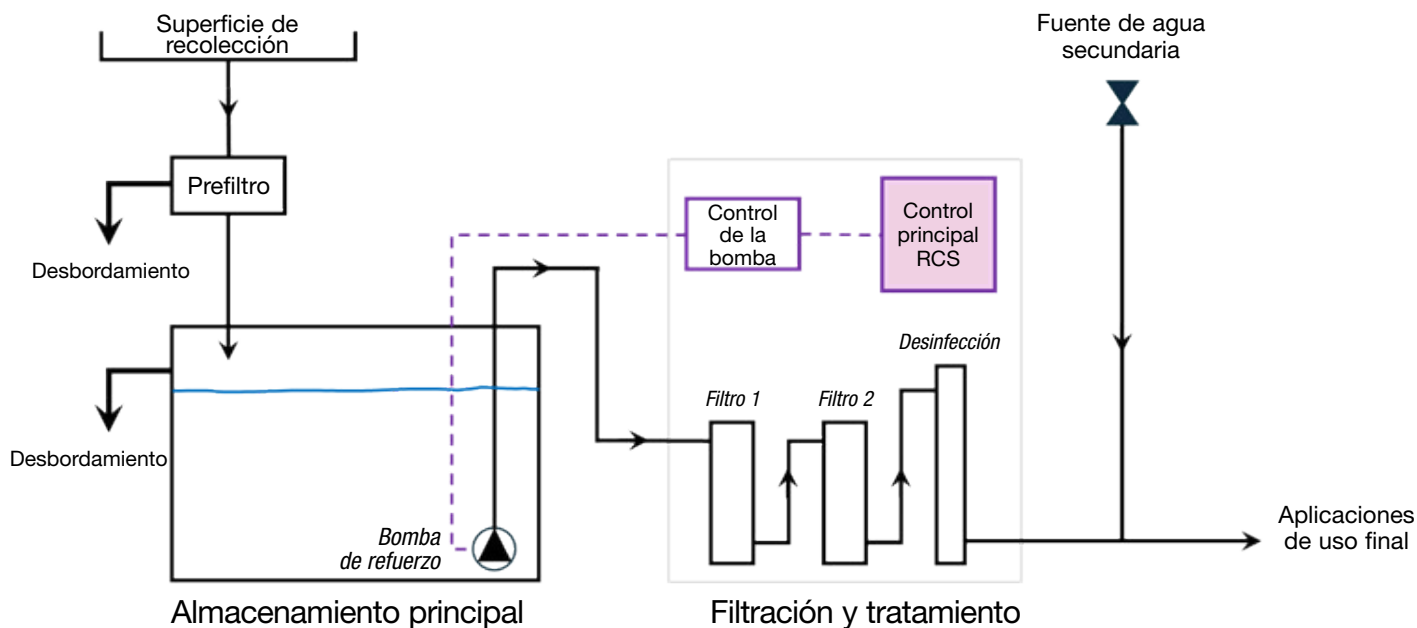 Superficie de
recolección
Fuente de agua
secundaria
Prefiltro
Desbordamiento
Control
de la
bomba
Control
principal
RCS
Desinfección
Filtro 1
Filtro 2
Desbordamiento
Bomba
de refuerzo
Aplicaciones
de uso final
Almacenamiento principal
Filtración y tratamiento